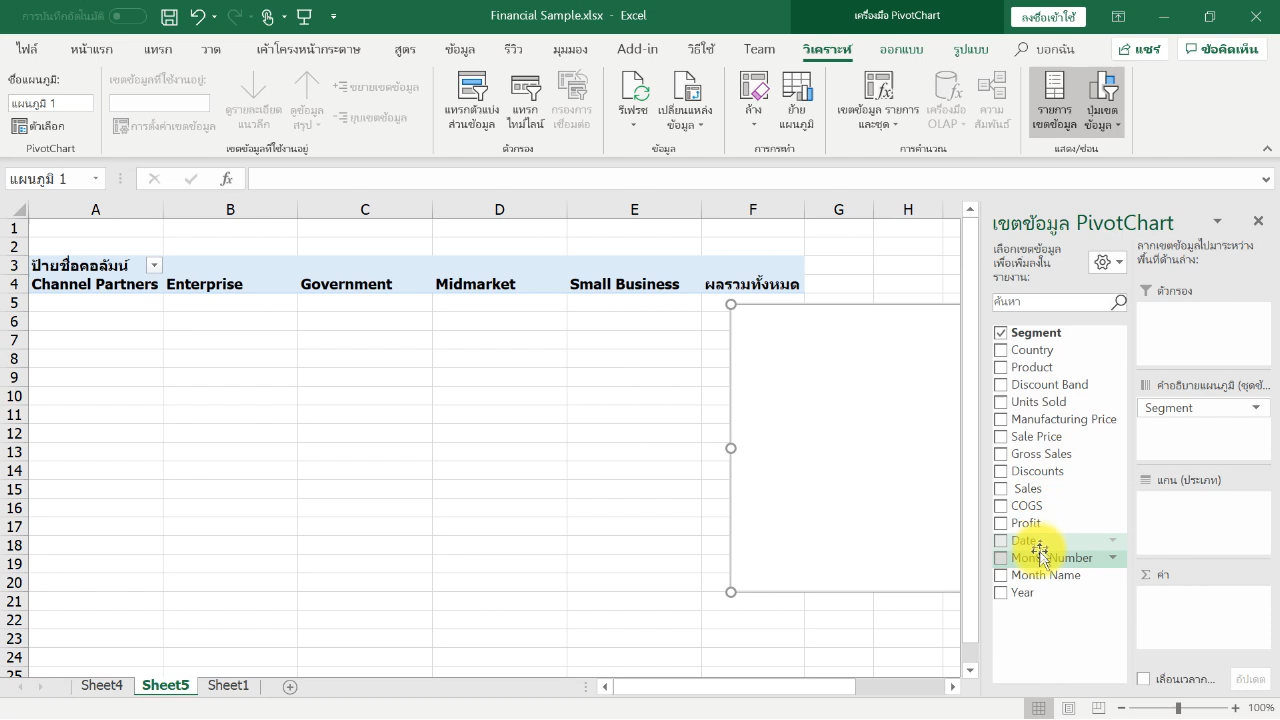 การบันทึกอัตโนมัติ
Financial Sample.xlsx - Excel
เครื่องมือ PivotChart
ลงชื่อเข้าใช้
ไฟล์ หน้าแรก แทรก วาด เค้าโครงหน้ากระดาษ สูตร ข้อมูล รีวิว มุมมอง Add-in วิธีใช้ Team วิเคราะห์ ออกแบบ รูปแบบ บอกฉัน แชร์ ข้อคิดเห็น
ชื่อแผนภูมิ:
แผนภูมิ 1
ตัวเลือก
PivotChart
เขตข้อมูลที่ใช้งานอยู่:
การตั้งค่าเขตข้อมูล
ดูรายละเอียด
แนวลึก
ดูข้อมูล
สรุป
ขยายเขตข้อมูล
ยุบเขตข้อมูล
เขตข้อมูลที่ใช้งานอยู่
แทรกตัวแบ่ง
ส่วนข้อมูล
แทรก
ไทม์ไลน์
กรองการ
เชื่อมต่อ
ตัวกรอง
รีเฟรช
เปลี่ยนแหล่ง
ข้อมูล
ข้อมูล
ล้าง
ย้าย
แผนภูมิ
การกระทำ
เขตข้อมูล รายการ
และชุด
เครื่องมือ
OLAP
ความ
สัมพันธ์
การคำนวณ
รายการ
เขตข้อมูล
ปุ่มเขต
ข้อมูล
แสดง/ซ่อน
แผนภูมิ 1
fx
A B C D E F G H
1
2
3 ป้ายชื่อคอลัมน์
4 Channel Partners Enterprise Government Midmarket Small Business ผลรวมทั้งหมด
5
6
7
8
9
10
11
12
13
14
15
16
17
18
19
20
21
22
23
24
25
เขตข้อมูล PivotChart
เลือกเขตข้อมูล
เพื่อเพิ่มลงใน
รายงาน:
ค้นหา
Segment
Country
Product
Discount Band
Units Sold
Manufacturing Price
Sale Price
Gross Sales
Discounts
Sales
COGS
Profit
Date
Month Number
Month Name
Year
ลากเขตข้อมูลไปมาระหว่าง
พื้นที่ด้านล่าง:
ตัวกรอง
คำอธิบายแผนภูมิ (ชุดข้...
Segment
แกน (ประเภท)
Σ ค่า
เลื่อนเวลาก...
อัปเดต
Sheet4 Sheet5 Sheet1
100%